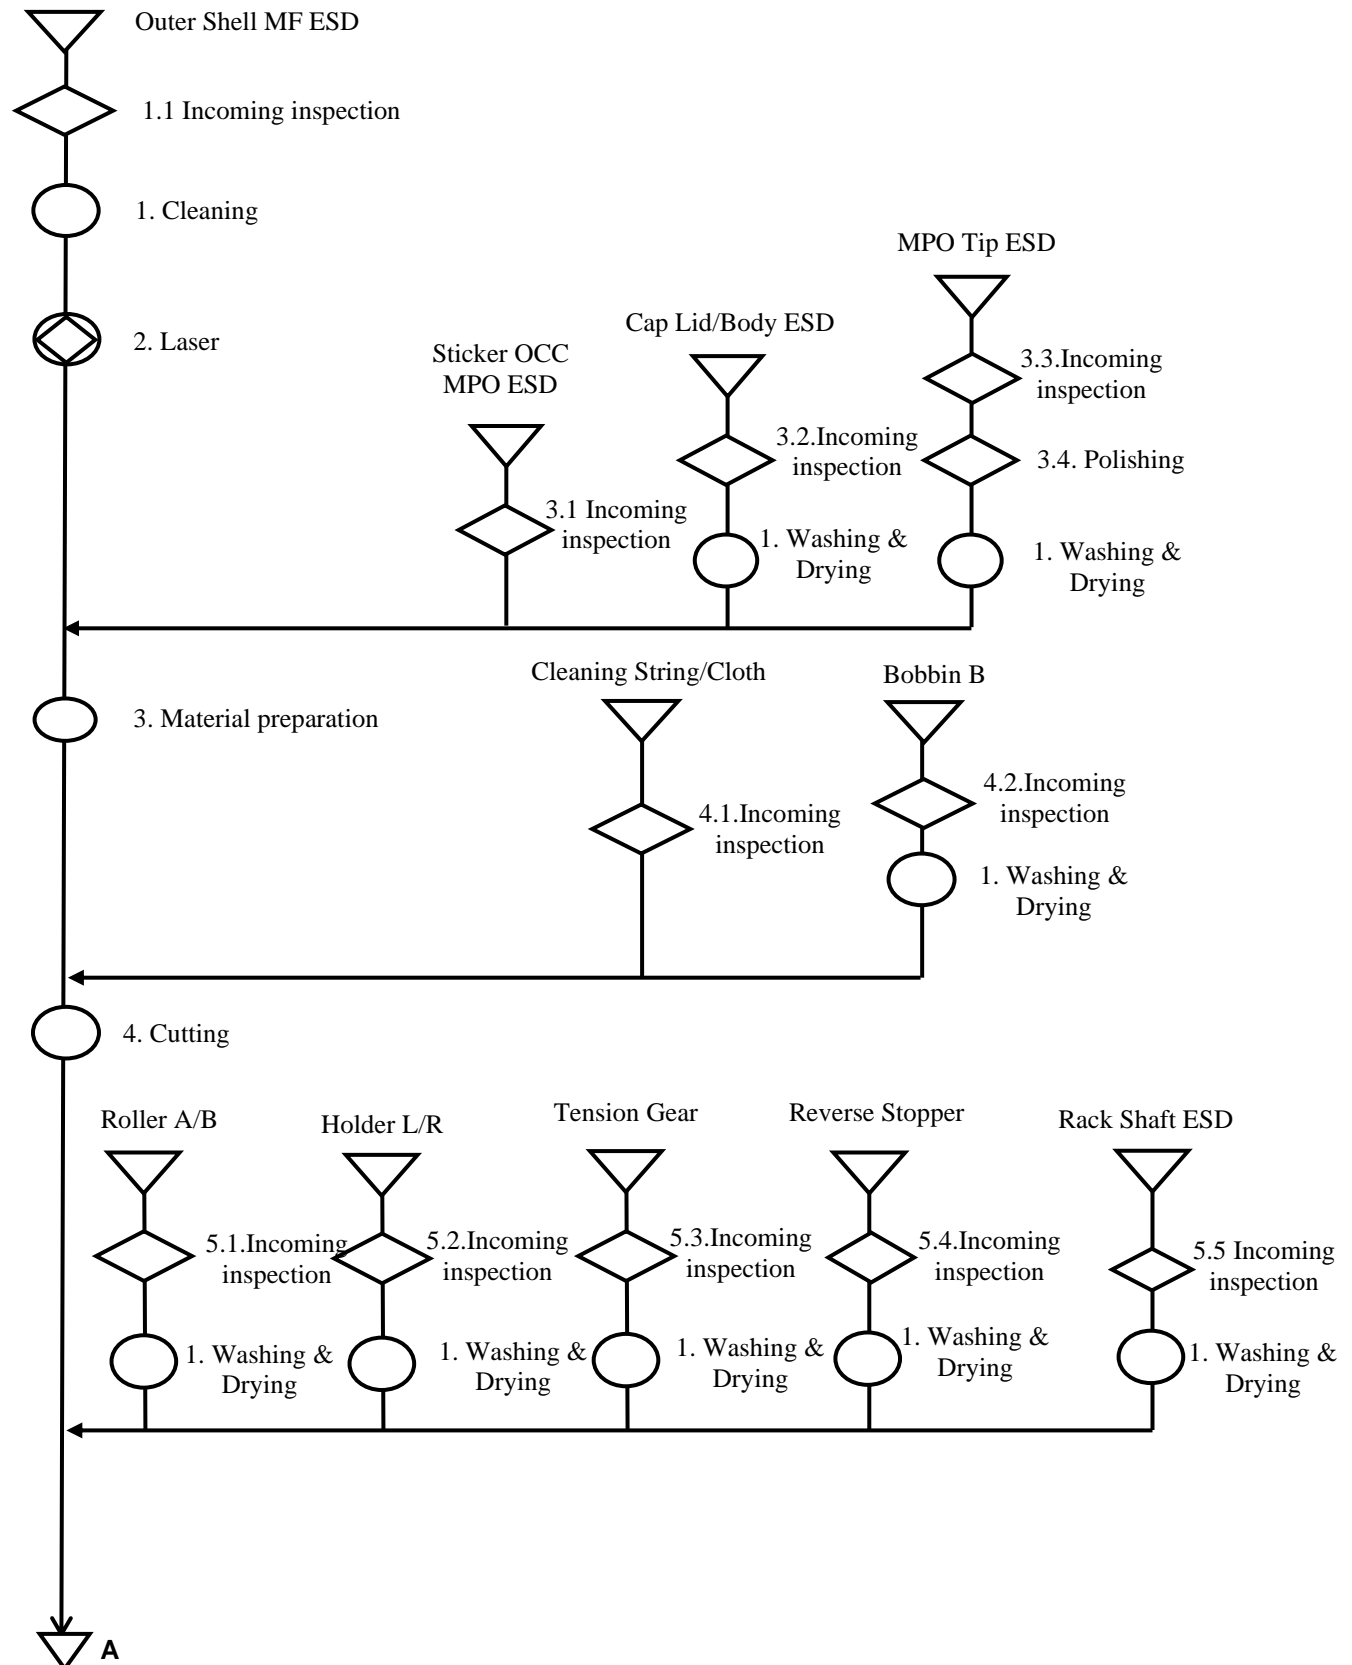 Outer Shell MF ESD
1.1 Incoming inspection
1. Cleaning
MPO Tip ESD
2. Laser
Cap Lid/Body ESD
Sticker OCC
MPO ESD
3.3.Incoming
inspection
3.2.Incoming
inspection
3.4. Polishing
3.1 Incoming
inspection
1. Washing &
Drying
1. Washing &
Drying
Cleaning String/Cloth
Bobbin B
3. Material preparation
4.2.Incoming
inspection
4.1.Incoming
inspection
1. Washing &
Drying
4. Cutting
Roller A/B
Holder L/R
Tension Gear
Reverse Stopper
Rack Shaft ESD
5.1.Incoming
inspection
5.2.Incoming
inspection
5.3.Incoming
inspection
5.4.Incoming
inspection
5.5 Incoming
inspection
1. Washing &
Drying
1. Washing &
Drying
1. Washing &
Drying
1. Washing &
Drying
1. Washing &
Drying
A